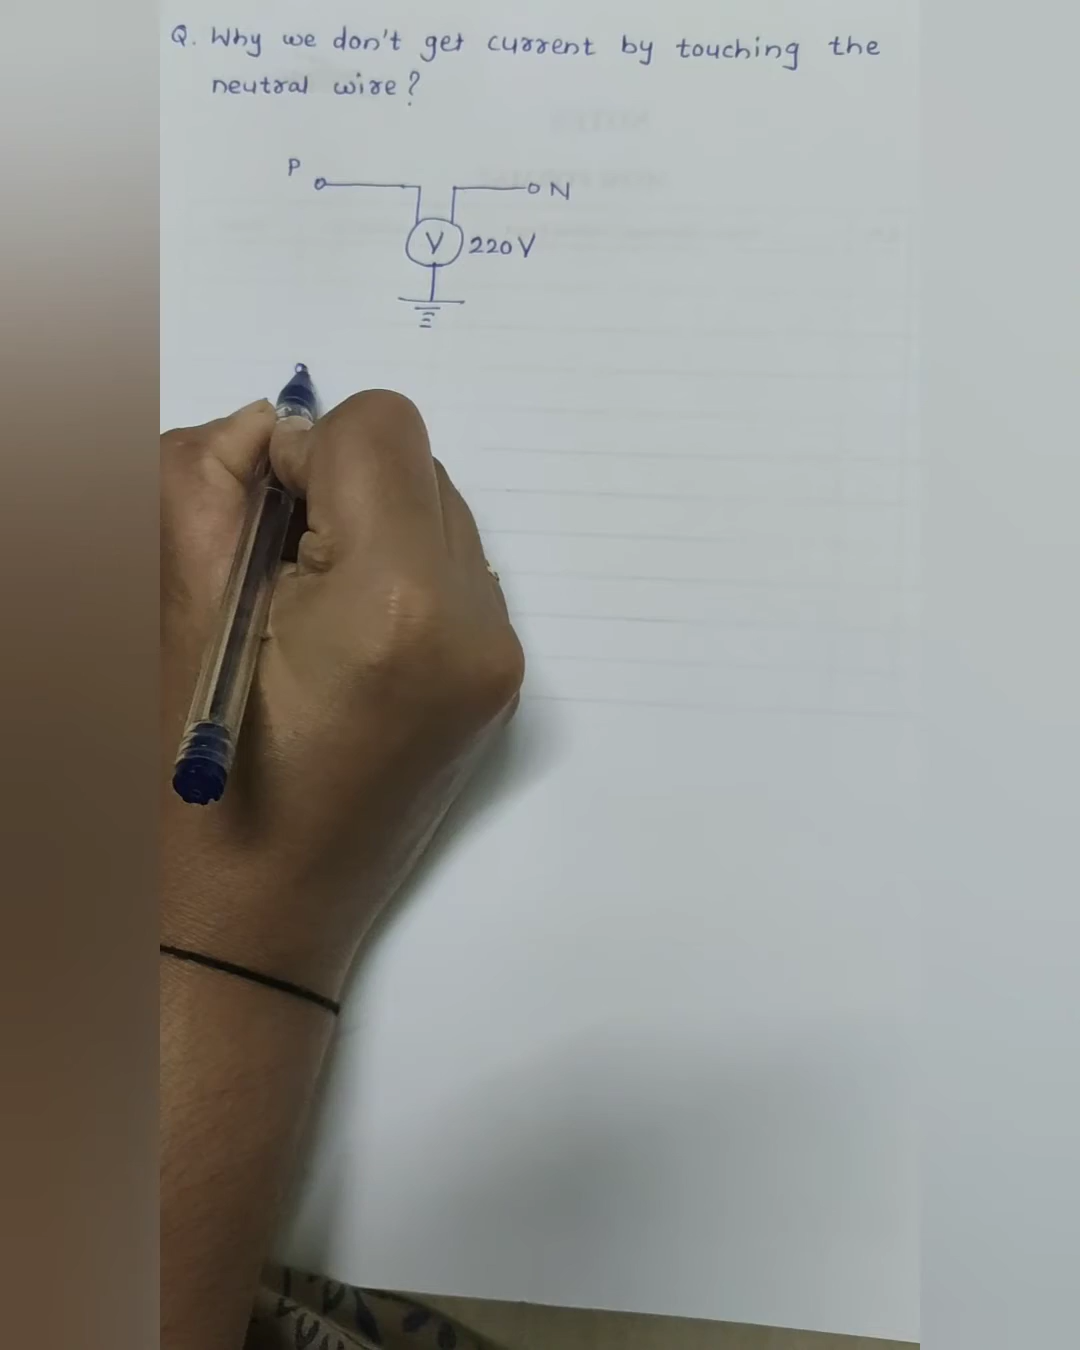 Q. Why we don't get current by touching the
neutral wire?
P
N
V 220V